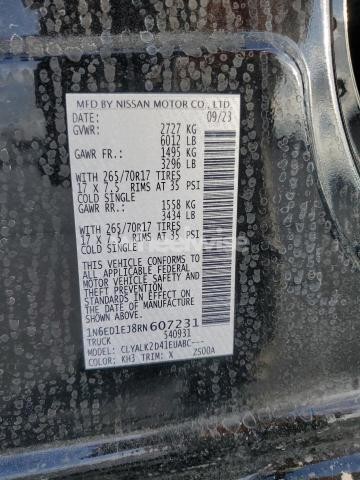 MFD BY NISSAN MOTOR CO., LTD.
DATE: 09/23
GVWR: 2727 KG
6012 LB
GAWR FR.: 1495 KG
3296 LB
WITH 265/70R17 TIRES
17 X 7.5 RIMS AT 35 PSI
COLD SINGLE
GAWR RR.: 1558 KG
3434 LB
WITH 265/70R17 TIRES
17 X 7.5 RIMS AT 35 PSI
COLD SINGLE
THIS VEHICLE CONFORMS TO
ALL APPLICABLE FEDERAL
MOTOR VEHICLE SAFETY AND
THEFT PREVENTION
STANDARDS IN EFFECT ON THE
DATE OF MANUFACTURE
SHOWN ABOVE.
1N6ED1EJ8RN607231
TRUCK 540931
MODEL: CLYALK2D41EUABC---
COLOR: KH3 TRIM: X ZS00A